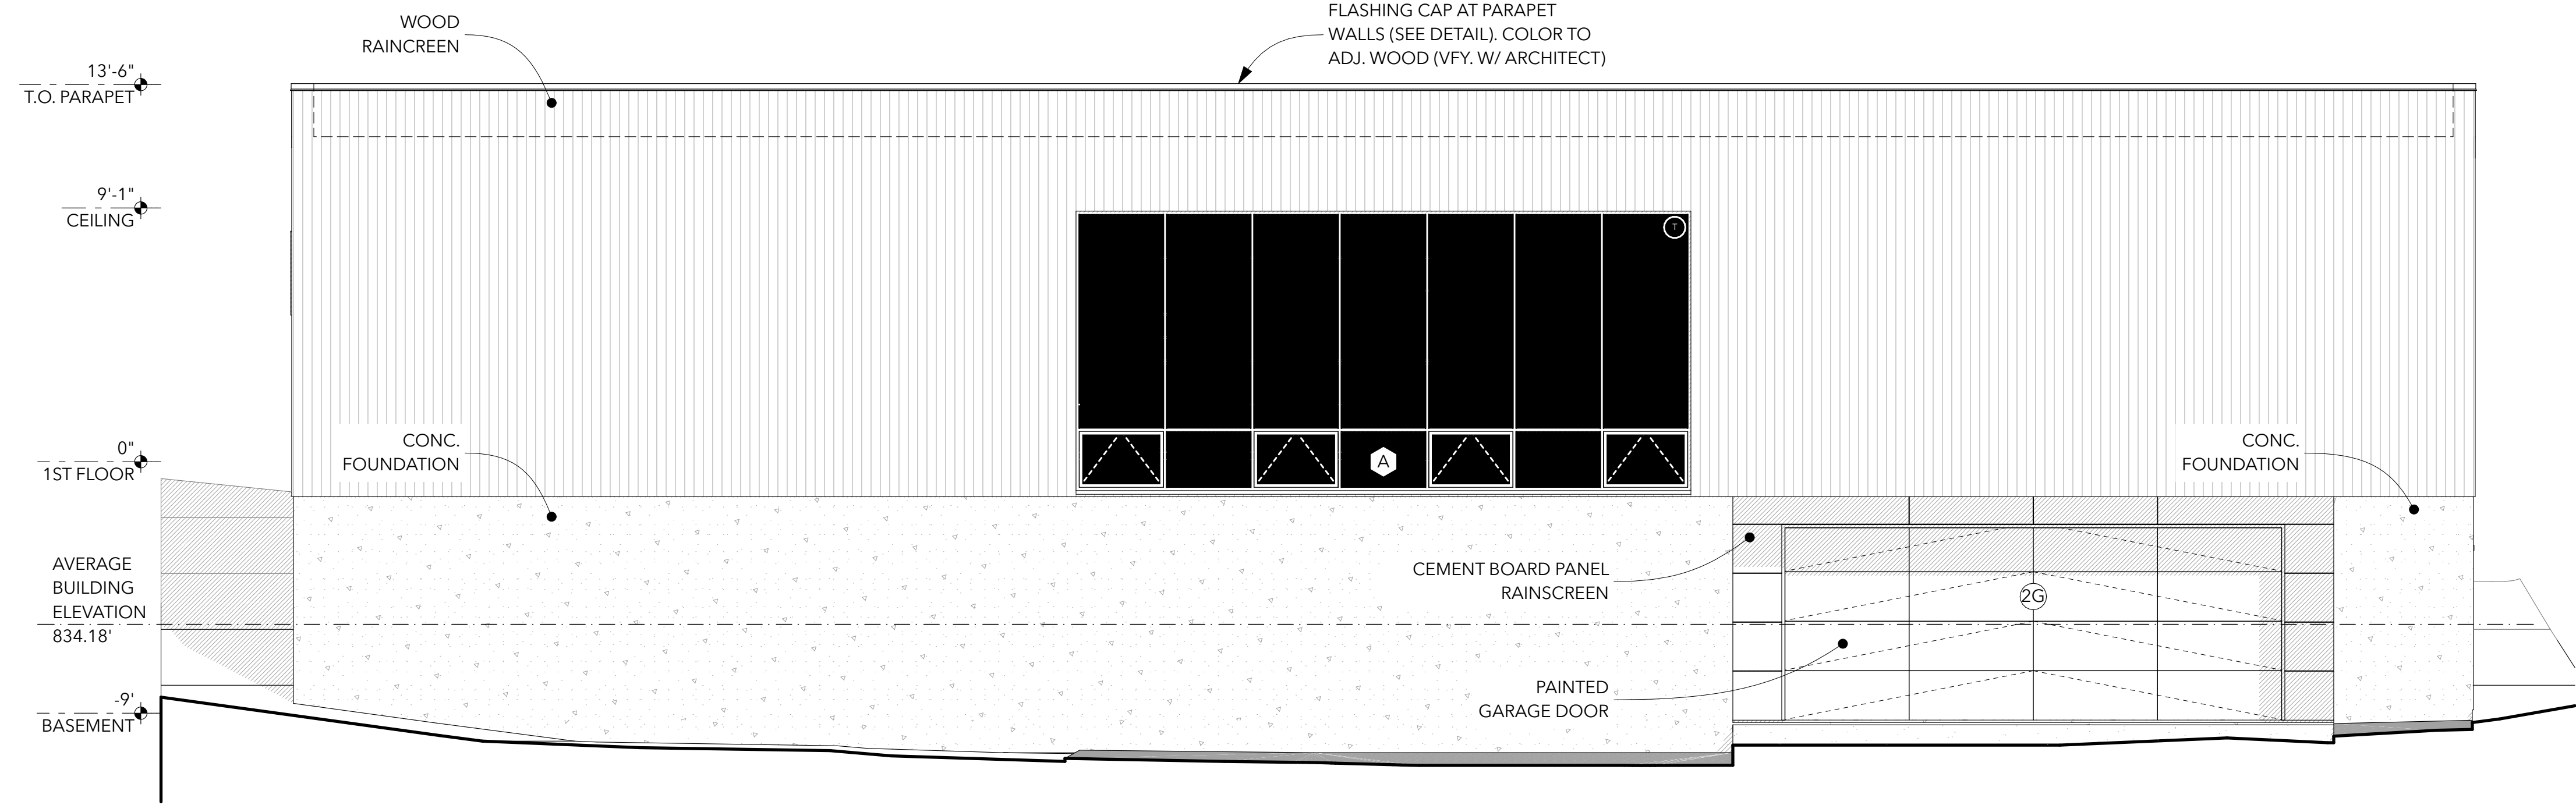 WOOD
RAINCREEN
FLASHING CAP AT PARAPET
WALLS (SEE DETAIL). COLOR TO
ADJ. WOOD (VFY. W/ ARCHITECT)
13'-6"
T.O. PARAPET
9'-1"
CEILING
T
0"
1ST FLOOR
CONC.
FOUNDATION
A
CONC.
FOUNDATION
AVERAGE
BUILDING
ELEVATION
834.18'
CEMENT BOARD PANEL
RAINSCREEN
2G
PAINTED
GARAGE DOOR
-9'
BASEMENT